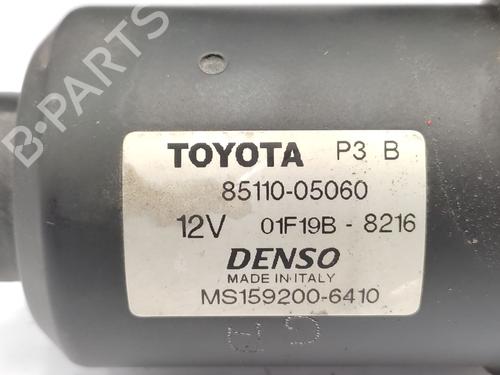 B-PARTS
TOYOTA P3 B
85110-05060
12V 01F19B - 8216
DENSO
MADE IN ITALY
MS159200-6410